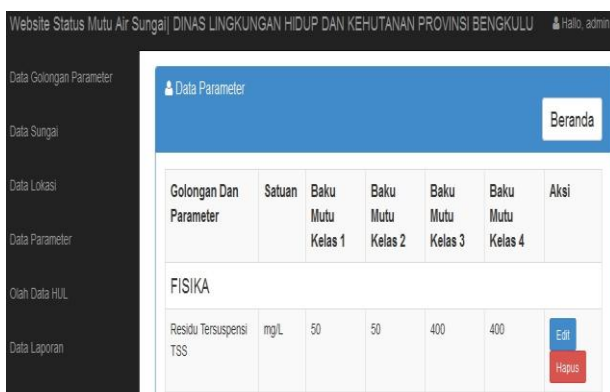 Website Status Mutu Air Sungai| DINAS LINGKUNGAN HIDUP DAN KEHUTANAN PROVINSI BENGKULU
Hallo, admin
Data Golongan Parameter
Data Sungai
Data Lokasi
Data Parameter
Olah Data HUL
Data Laporan
Data Parameter
Beranda
Golongan Dan Parameter
Satuan
Baku Mutu Kelas 1
Baku Mutu Kelas 2
Baku Mutu Kelas 3
Baku Mutu Kelas 4
Aksi
FISIKA
Residu Tersuspensi TSS
mg/L
50
50
400
400
Edit
Hapus